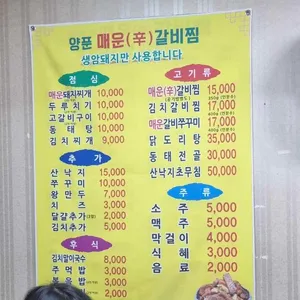 양푼 매운(辛)갈비찜
생암돼지만 사용합니다
점심
매운돼지찌개 10,000
두루치기 10,000
고갈비구이 10,000
동태탕 10,000
김치찌개 9,000
추가
산낙지 15,000
쭈꾸미 10,000
왕만두 7,000
치즈 3,000
달걀추가 2,000
김치추가 5,000
후식
김치말이국수 8,000
주먹밥 3,000
볶음밥
고기류
매운(辛)갈비찜 15,000
김치갈비찜 17,000
매운갈비쭈꾸미 17,000
닭도리탕 35,000
동태전골 30,000
산낙지초무침 50,000
주류
소주 5,000
맥주 5,000
막걸이 4,000
식혜 3,000
음료 2,000